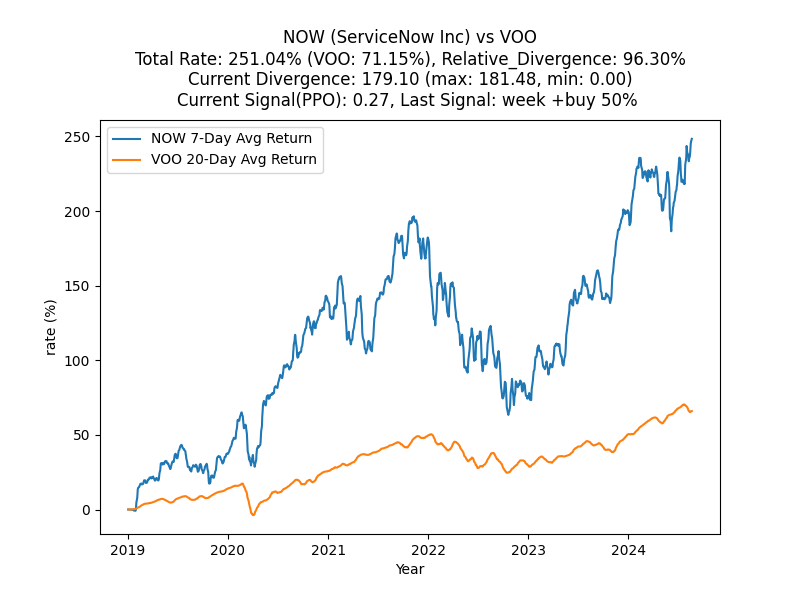 NOW (ServiceNow Inc) vs VOO
Total Rate: 251.04% (VOO: 71.15%), Relative_Divergence: 96.30%
Current Divergence: 179.10 (max: 181.48, min: 0.00)
Current Signal(PPO): 0.27, Last Signal: week +buy 50%
NOW 7-Day Avg Return
VOO 20-Day Avg Return
250
200
150
100
50
0
rate (%)
2019 2020 2021 2022 2023 2024
Year